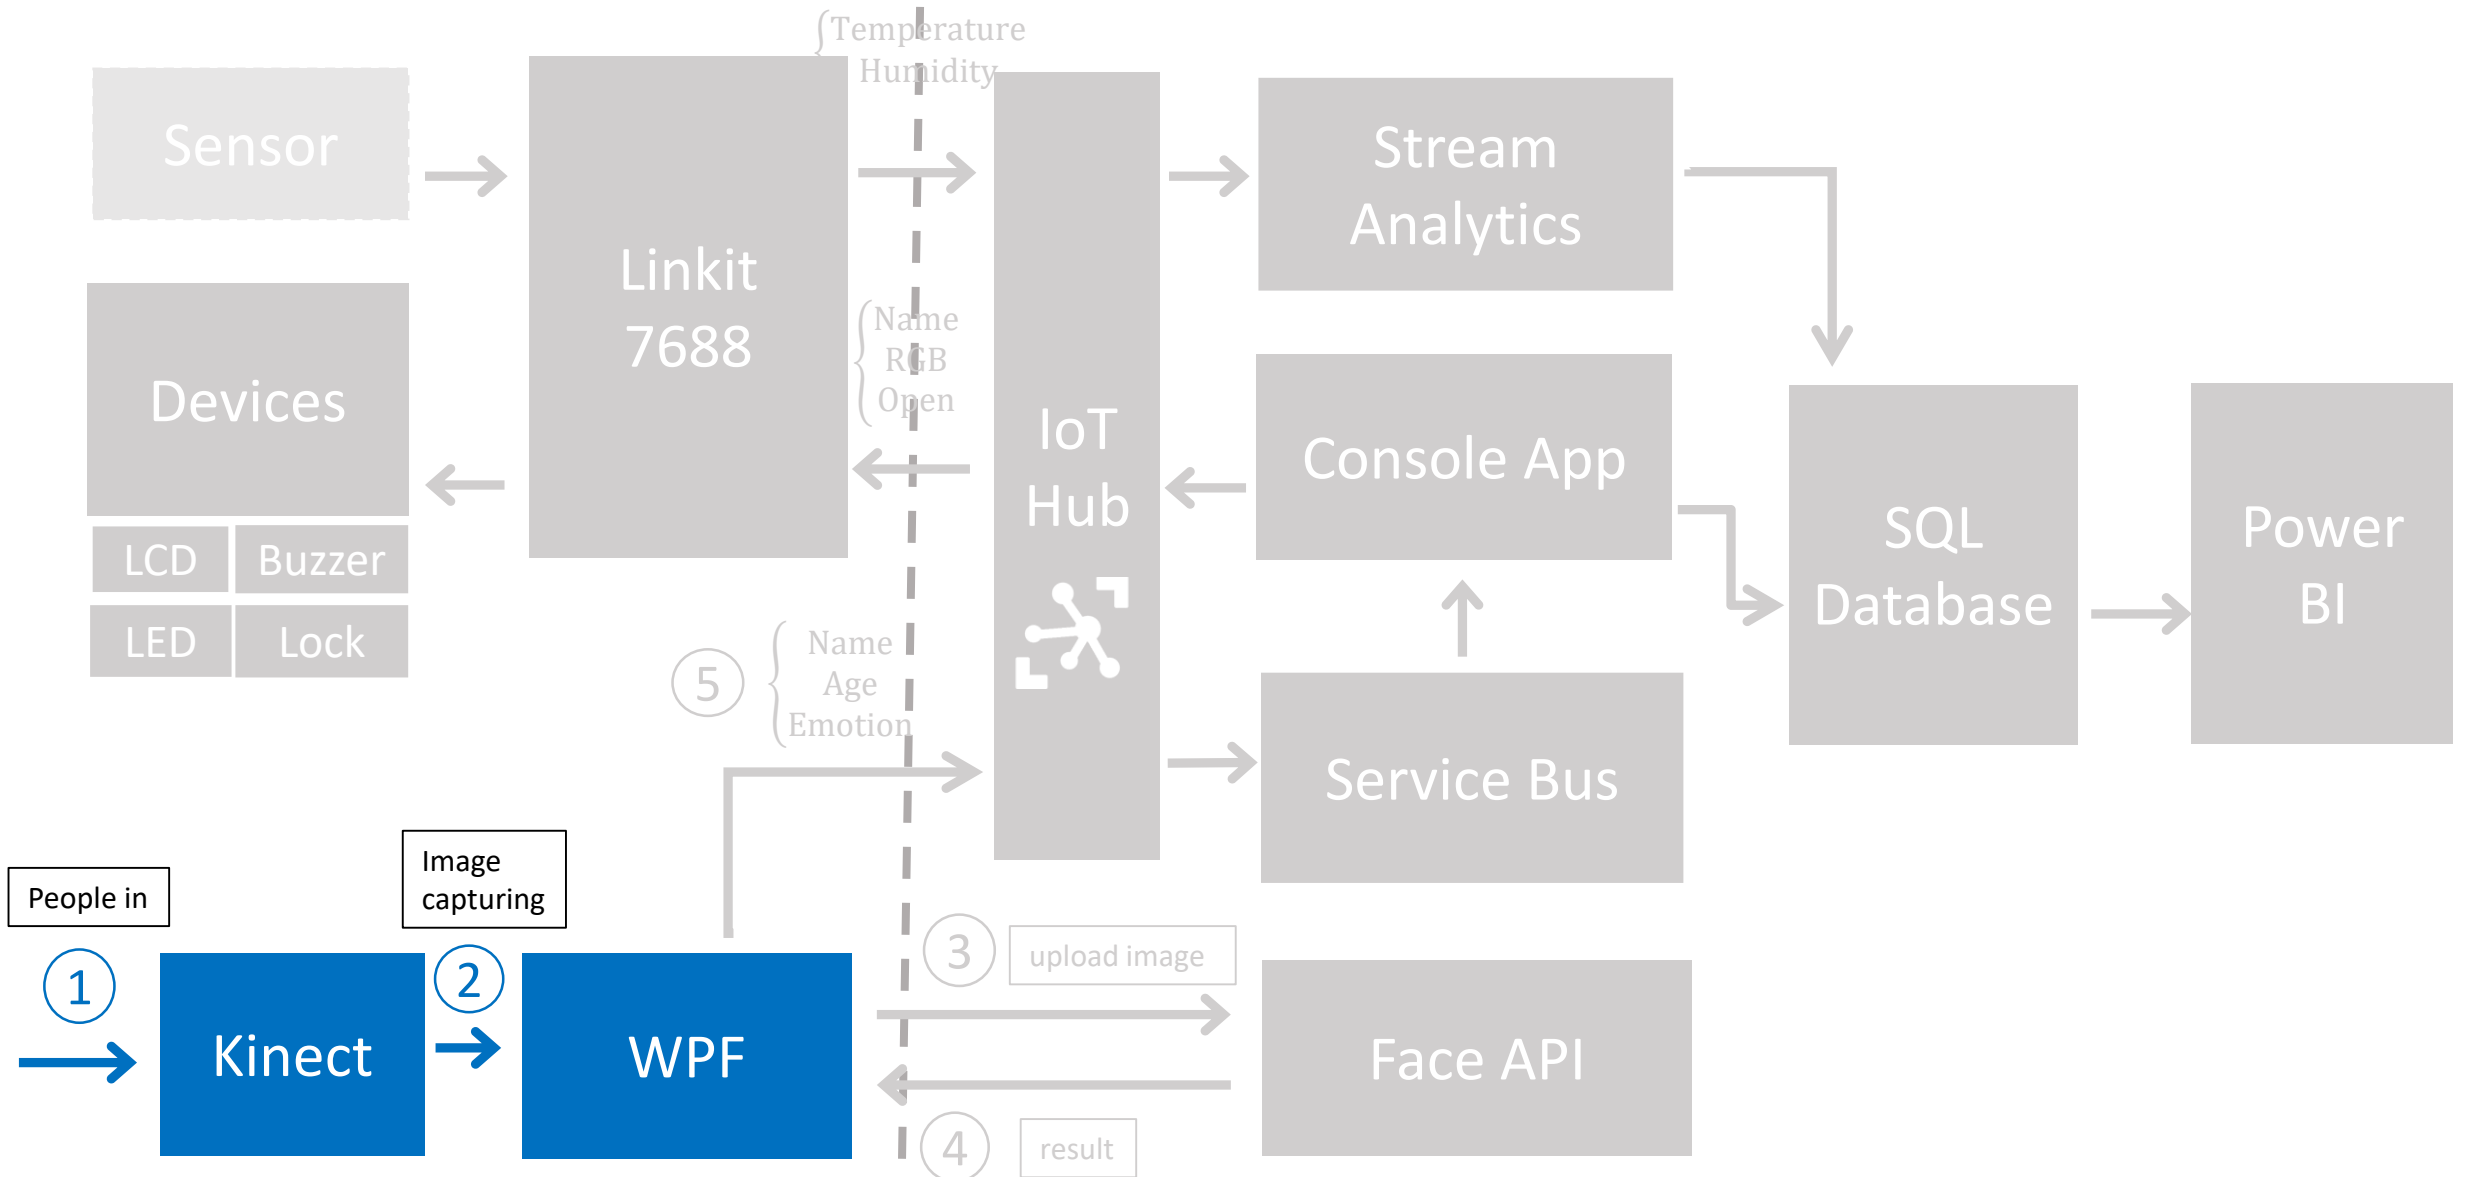 Temperature
Humidity
Sensor
Linkit
7688
Stream
Analytics
Devices
Name
RGB
Open
IoT
Hub
Console App
SQL
Database
Power
BI
LCD
Buzzer
LED
Lock
5
Name
Age
Emotion
Service Bus
People in
Image
capturing
1
2
3
upload image
Kinect
WPF
Face API
4
result